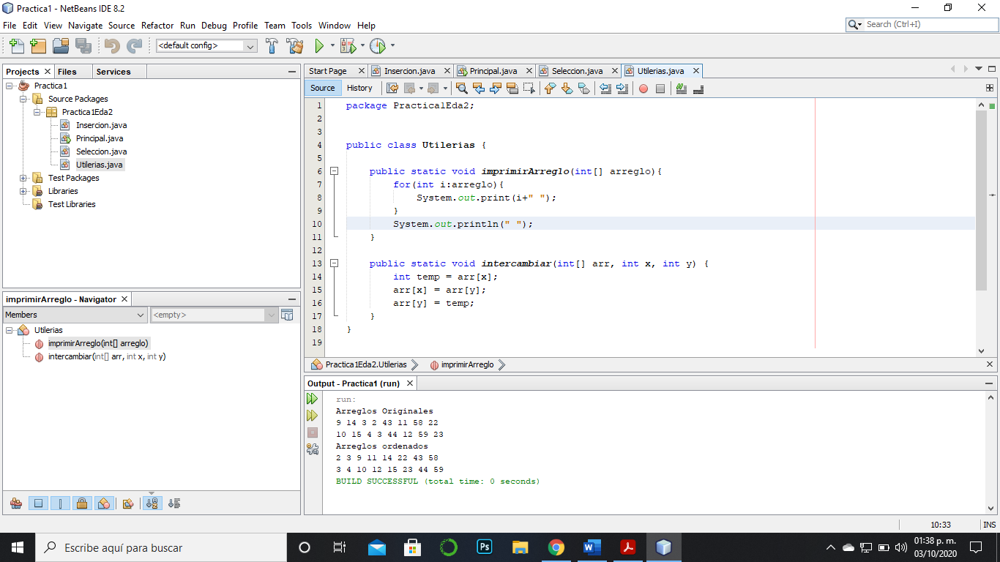 Practica1 - NetBeans IDE 8.2
File Edit View Navigate Source Refactor Run Debug Profile Team Tools Window Help
Search (Ctrl+I)
<default config>
Projects Files Services
Practica1
Source Packages
Practica1Eda2
Insercion.java
Principal.java
Seleccion.java
Utilerias.java
Test Packages
Libraries
Test Libraries
imprimirArreglo - Navigator
Members <empty>
Utilerias
imprimirArreglo(int[] arreglo)
intercambiar(int[] arr, int x, int y)
Start Page Insercion.java Principal.java Seleccion.java Utilerias.java
Source History
1 package Practica1Eda2;
2
3
4 public class Utilerias {
5
6 public static void imprimirArreglo(int[] arreglo){
7 for(int i:arreglo){
8 System.out.print(i+" ");
9 }
10 System.out.println(" ");
11 }
12
13 public static void intercambiar(int[] arr, int x, int y) {
14 int temp = arr[x];
15 arr[x] = arr[y];
16 arr[y] = temp;
17 }
18 }
19
Practica1Eda2.Utilerias imprimirArreglo
Output - Practica1 (run)
run:
Arreglos Originales
9 14 3 2 43 11 58 22
10 15 4 3 44 12 59 23
Arreglos ordenados
2 3 9 11 14 22 43 58
3 4 10 12 15 23 44 59
BUILD SUCCESSFUL (total time: 0 seconds)
10:33 INS
Escribe aquí para buscar
Ps
01:38 p. m.
03/10/2020